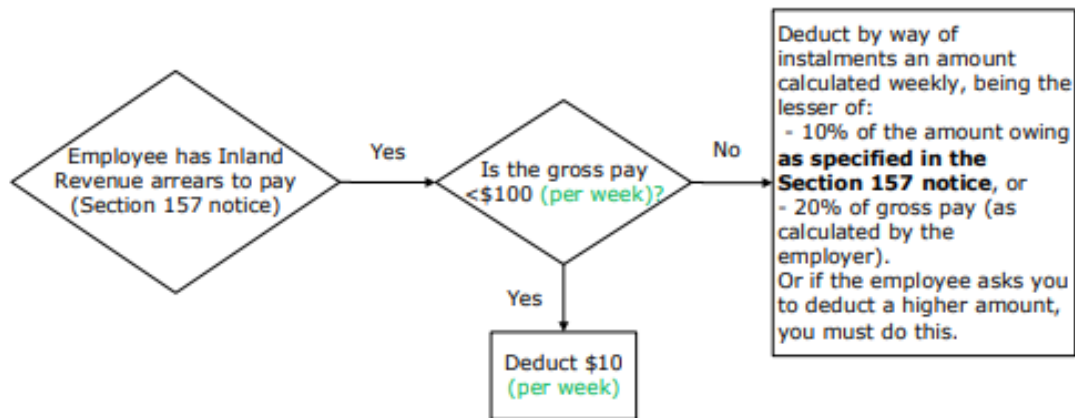 Employee has Inland
Revenue arrears to pay
(Section 157 notice)
Yes
Is the gross pay
<$100 (per week)?
No
Deduct by way of
instalments an amount
calculated weekly, being the
lesser of:
- 10% of the amount owing
as specified in the
Section 157 notice, or
- 20% of gross pay (as
calculated by the
employer).
Or if the employee asks you
to deduct a higher amount,
you must do this.
Yes
Deduct $10
(per week)